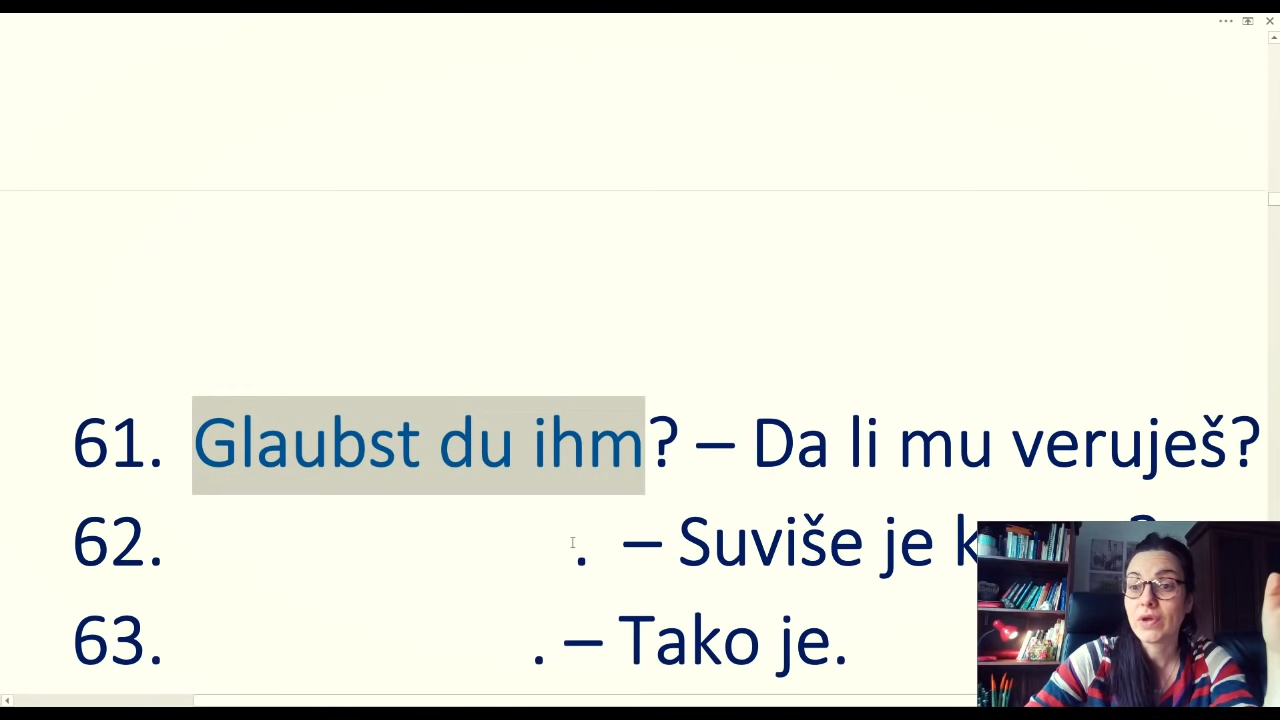 61. Glaubst du ihm? – Da li mu veruješ?
62. . – Suviše je
63. . – Tako je.